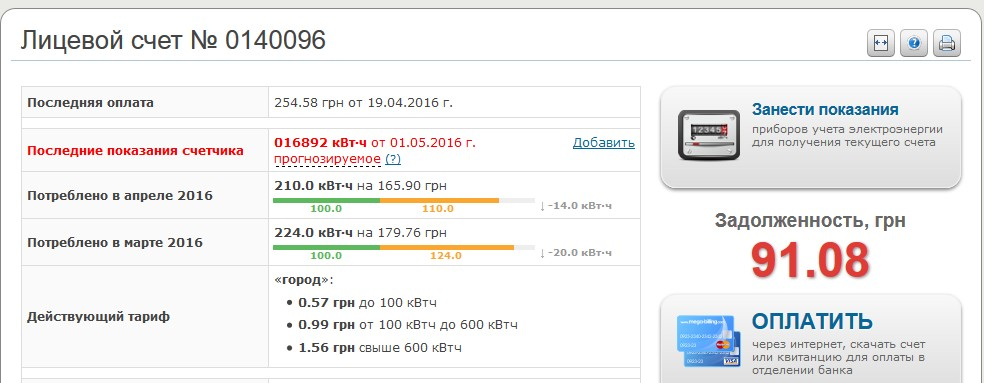 Лицевой счет № 0140096
Последняя оплата
254.58 грн от 19.04.2016 г.
Последние показания счетчика
016892 кВт·ч от 01.05.2016 г.
Добавить
прогнозируемое (?)
Потреблено в апреле 2016
210.0 кВт·ч на 165.90 грн
100.0 110.0 ↓ -14.0 кВт·ч
Потреблено в марте 2016
224.0 кВт·ч на 179.76 грн
100.0 124.0 ↓ -20.0 кВт·ч
Действующий тариф
«город»:
• 0.57 грн до 100 кВтч
• 0.99 грн от 100 кВтч до 600 кВтч
• 1.56 грн свыше 600 кВтч
Занести показания
приборов учета электроэнергии
для получения текущего счета
Задолженность, грн
91.08
ОПЛАТИТЬ
через интернет, скачать счет
или квитанцию для оплаты в
отделении банка
12345
VISA